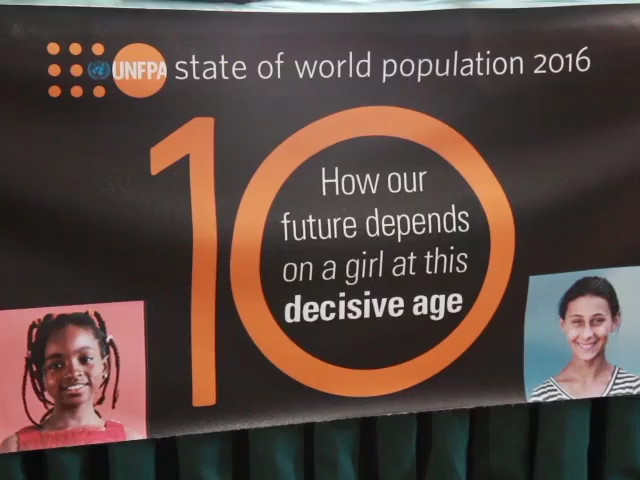 UNFPA state of world population 2016
10
How our
future depends
on a girl at this
decisive age